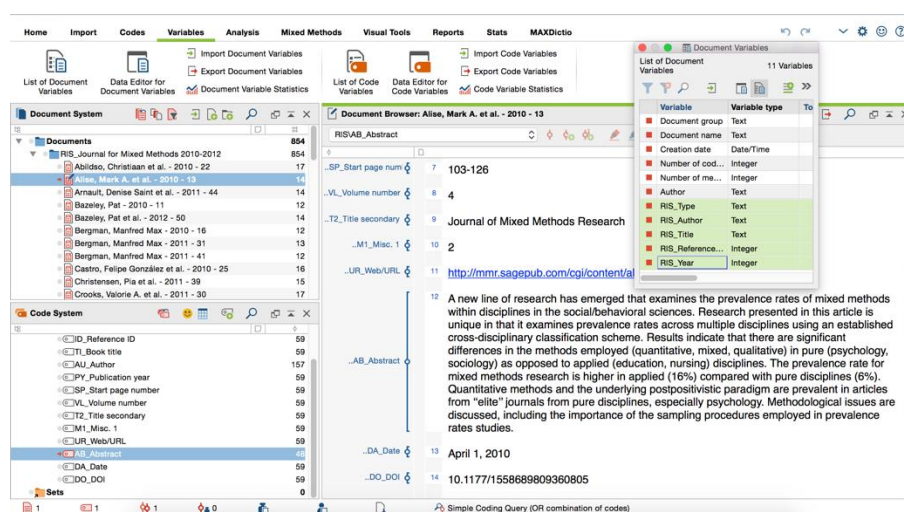 Home Import Codes Variables Analysis Mixed Methods Visual Tools Reports Stats MAXDictio
List of Document Variables
Data Editor for Document Variables
Import Document Variables
Export Document Variables
Document Variable Statistics
List of Code Variables
Data Editor for Code Variables
Import Code Variables
Export Code Variables
Code Variable Statistics
Document System
Documents 854
RIS_Journal for Mixed Methods 2010-2012 854
Abildso, Christiaan et al. - 2010 - 22 17
Alise, Mark A. et al. - 2010 - 13 14
Arnault, Denise Saint et al. - 2011 - 44 14
Bazeley, Pat - 2010 - 11 12
Bazeley, Pat et al. - 2012 - 50 14
Bergman, Manfred Max - 2010 - 16 12
Bergman, Manfred Max - 2011 - 31 13
Bergman, Manfred Max - 2011 - 41 12
Castro, Felipe González et al. - 2010 - 25 16
Christensen, Pia et al. - 2011 - 39 15
Crooks, Valorie A. et al. - 2011 - 30 17
Code System
ID_Reference ID 59
TI_Book title 59
AU_Author 157
PY_Publication year 59
SP_Start page number 59
VL_Volume number 59
T2_Title secondary 59
M1_Misc. 1 59
UR_Web/URL 59
AB_Abstract 48
DA_Date 59
DO_DOI 59
Sets 0
Document Browser: Alise, Mark A. et al. - 2010 - 13
RIS\AB_Abstract
..SP_Start page num 7 103-126
..VL_Volume number 8 4
..T2_Title secondary 9 Journal of Mixed Methods Research
..M1_Misc. 1 10 2
..UR_Web/URL 11 http://mmr.sagepub.com/cgi/content/a
..AB_Abstract
12 A new line of research has emerged that examines the prevalence rates of mixed methods
within disciplines in the social/behavioral sciences. Research presented in this article is
unique in that it examines prevalence rates across multiple disciplines using an established
cross-disciplinary classification scheme. Results indicate that there are significant
differences in the methods employed (quantitative, mixed, qualitative) in pure (psychology,
sociology) as opposed to applied (education, nursing) disciplines. The prevalence rate for
mixed methods research is higher in applied (16%) compared with pure disciplines (6%).
Quantitative methods and the underlying postpositivistic paradigm are prevalent in articles
from "elite" journals from pure disciplines, especially psychology. Methodological issues are
discussed, including the importance of the sampling procedures employed in prevalence
rates studies.
..DA_Date 13 April 1, 2010
..DO_DOI 14 10.1177/1558689809360805
Document Variables
List of Document Variables
11 Variables
Variable Variable type To
Document group Text
Document name Text
Creation date Date/Time
Number of cod... Integer
Number of me... Integer
Author Text
RIS_Type Text
RIS_Author Text
RIS_Title Text
RIS_Reference... Integer
RIS_Year Integer
1 1 1 0 Simple Coding Query (OR combination of codes)